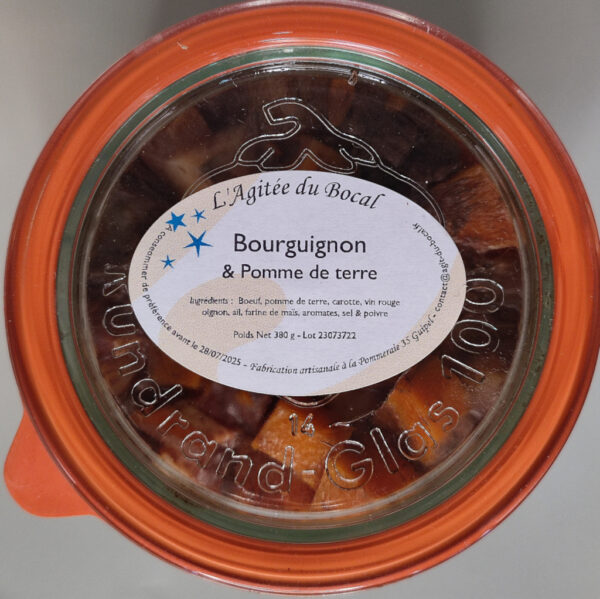 L'Agitée du Bocal
Bourguignon
& Pomme de terre
Ingrédients : Boeuf, pomme de terre, carotte, vin rouge
oignon, ail, farine de maïs, aromates, sel & poivre
Poids Net 380 g - Lot 23073722
A consommer de préférence avant le 28/07/2025 - Fabrication artisanale à la Pommeraie 35 Guipel - contact@agit-du-bocal.fr
14
Rundrand-Glas 100